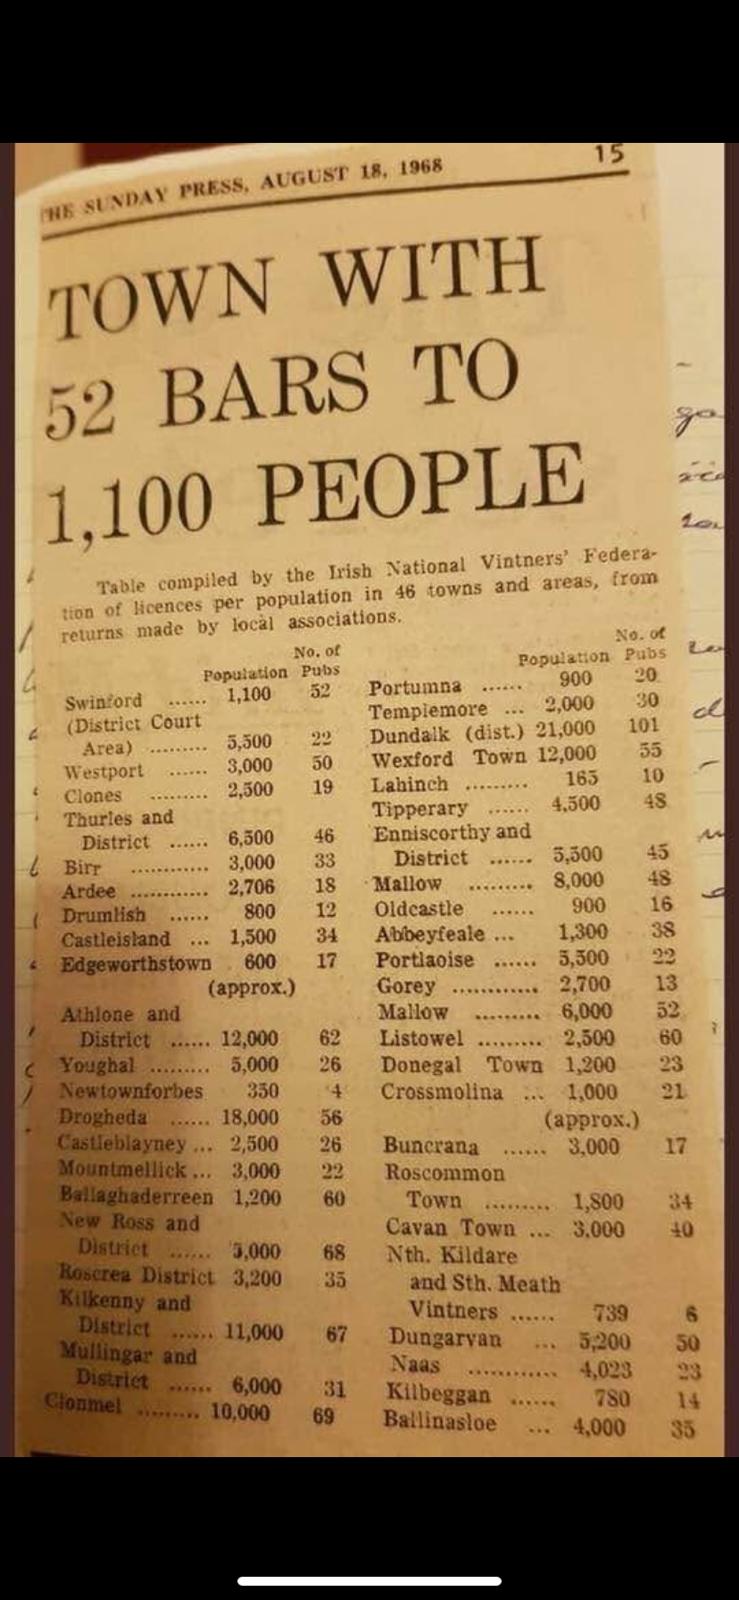 THE SUNDAY PRESS, AUGUST 18, 1968 15
TOWN WITH
52 BARS TO
1,100 PEOPLE
Table compiled by the Irish National Vintners' Federa-
tion of licences per population in 46 towns and areas, from
returns made by local associations.
No. of
Population Pubs
Swinford ...... 1,100 52
(District Court
Area) ......... 5,500 22
Westport ...... 3,000 50
Clones ......... 2,500 19
Thurles and
District ...... 6,500 46
Birr ............ 3,000 33
Ardee ............ 2,706 18
Drumlish ...... 800 12
Castleisland ... 1,500 34
Edgeworthstown 600 17
(approx.)
Athlone and
District ...... 12,000 62
Youghal ......... 5,000 26
Newtownforbes 350 4
Drogheda ...... 18,000 56
Castleblayney ... 2,500 26
Mountmellick ... 3,000 22
Ballaghaderreen 1,200 60
New Ross and
District ...... 5,000 68
Roscrea District 3,200 35
Kilkenny and
District ...... 11,000 67
Mullingar and
District ...... 6,000 31
Clonmel ......... 10,000 69
No. of
Population Pubs
Portumna ...... 900 20
Templemore ... 2,000 30
Dundalk (dist.) 21,000 101
Wexford Town 12,000 55
Lahinch ......... 165 10
Tipperary ...... 4,500 48
Enniscorthy and
District ...... 5,500 45
Mallow ......... 8,000 48
Oldcastle ...... 900 16
Abbeyfeale ... 1,300 38
Portlaoise ...... 5,500 22
Gorey ............ 2,700 13
Mallow ......... 6,000 52
Listowel ......... 2,500 60
Donegal Town 1,200 23
Crossmolina ... 1,000 21
(approx.)
Buncrana ...... 3,000 17
Roscommon
Town ......... 1,800 34
Cavan Town ... 3,000 40
Nth. Kildare
and Sth. Meath
Vintners ...... 739 6
Dungarvan ... 5,200 50
Naas ............ 4,023 23
Kilbeggan ...... 780 14
Ballinasloe ... 4,000 35